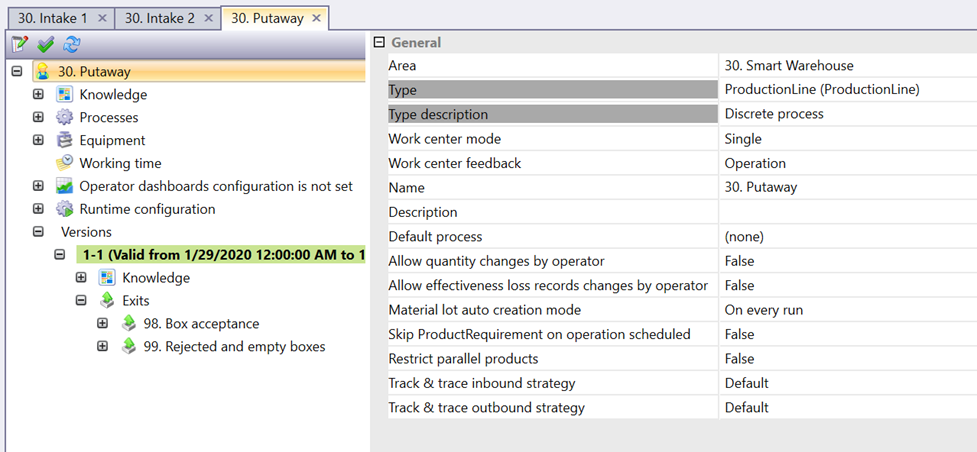 30. Intake 1
30. Intake 2
30. Putaway
30. Putaway
Knowledge
Processes
Equipment
Working time
Operator dashboards configuration is not set
Runtime configuration
Versions
1-1 (Valid from 1/29/2020 12:00:00 AM to 1
Knowledge
Exits
98. Box acceptance
99. Rejected and empty boxes
General
Area 30. Smart Warehouse
Type ProductionLine (ProductionLine)
Type description Discrete process
Work center mode Single
Work center feedback Operation
Name 30. Putaway
Description
Default process (none)
Allow quantity changes by operator False
Allow effectiveness loss records changes by operator False
Material lot auto creation mode On every run
Skip ProductRequirement on operation scheduled False
Restrict parallel products False
Track & trace inbound strategy Default
Track & trace outbound strategy Default